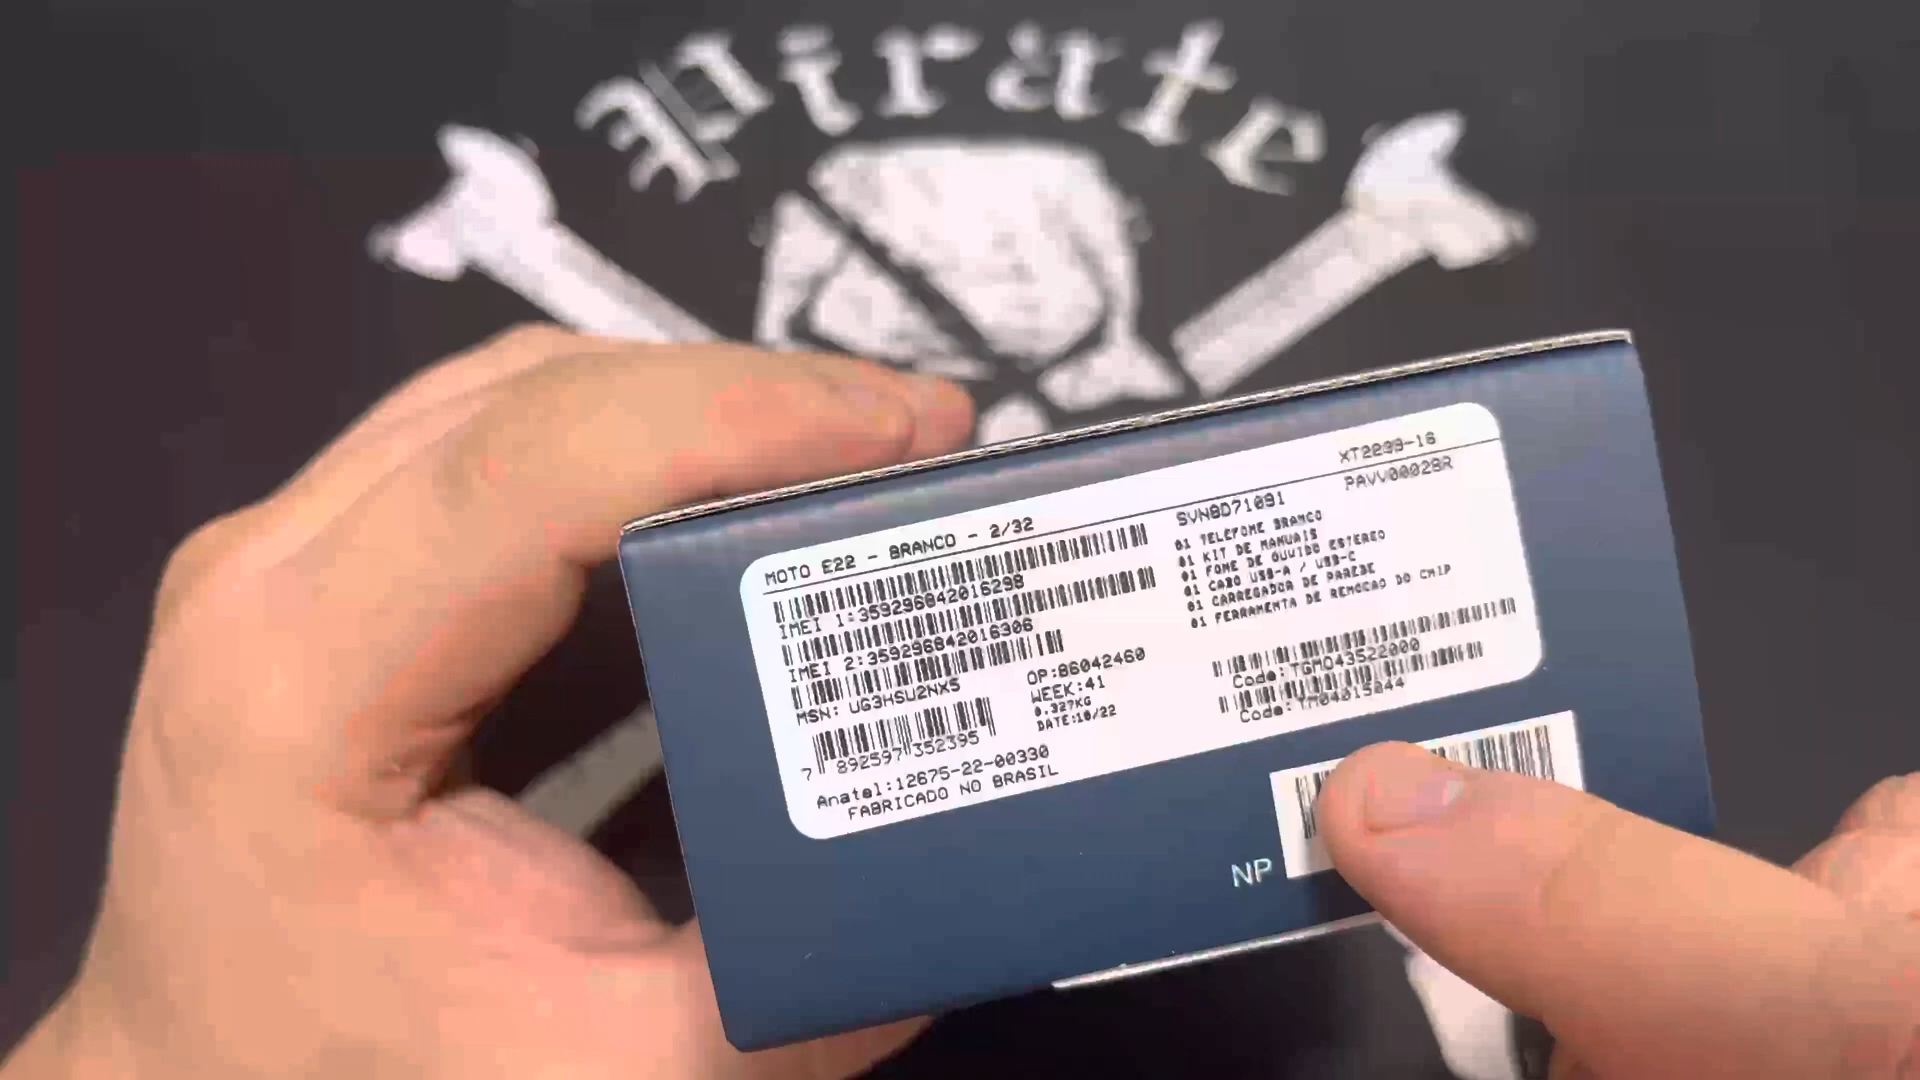 Pirate
MOTO E22 - BRANCO - 2/32
XT2239-16
IMEI 1:359296842016298
IMEI 2:359296842016306
MSN: UG3HSU2NX5
7 892597 352395
Anatel:12675-22-00330
FABRICADO NO BRASIL
OP:86042460
WEEK:41
0.327KG
DATE:10/22
SVN8D71091
PAVV0002BR
01 TELEFONE BRANCO
01 KIT DE MANUAIS
01 FONE DE OUVIDO ESTEREO
01 CABO USB-A / USB-C
01 CARREGADOR DE PAREDE
01 FERRAMENTA DE REMOCAO DO CHIP
Code: TGMO43522000
Code: TM04015844
NP